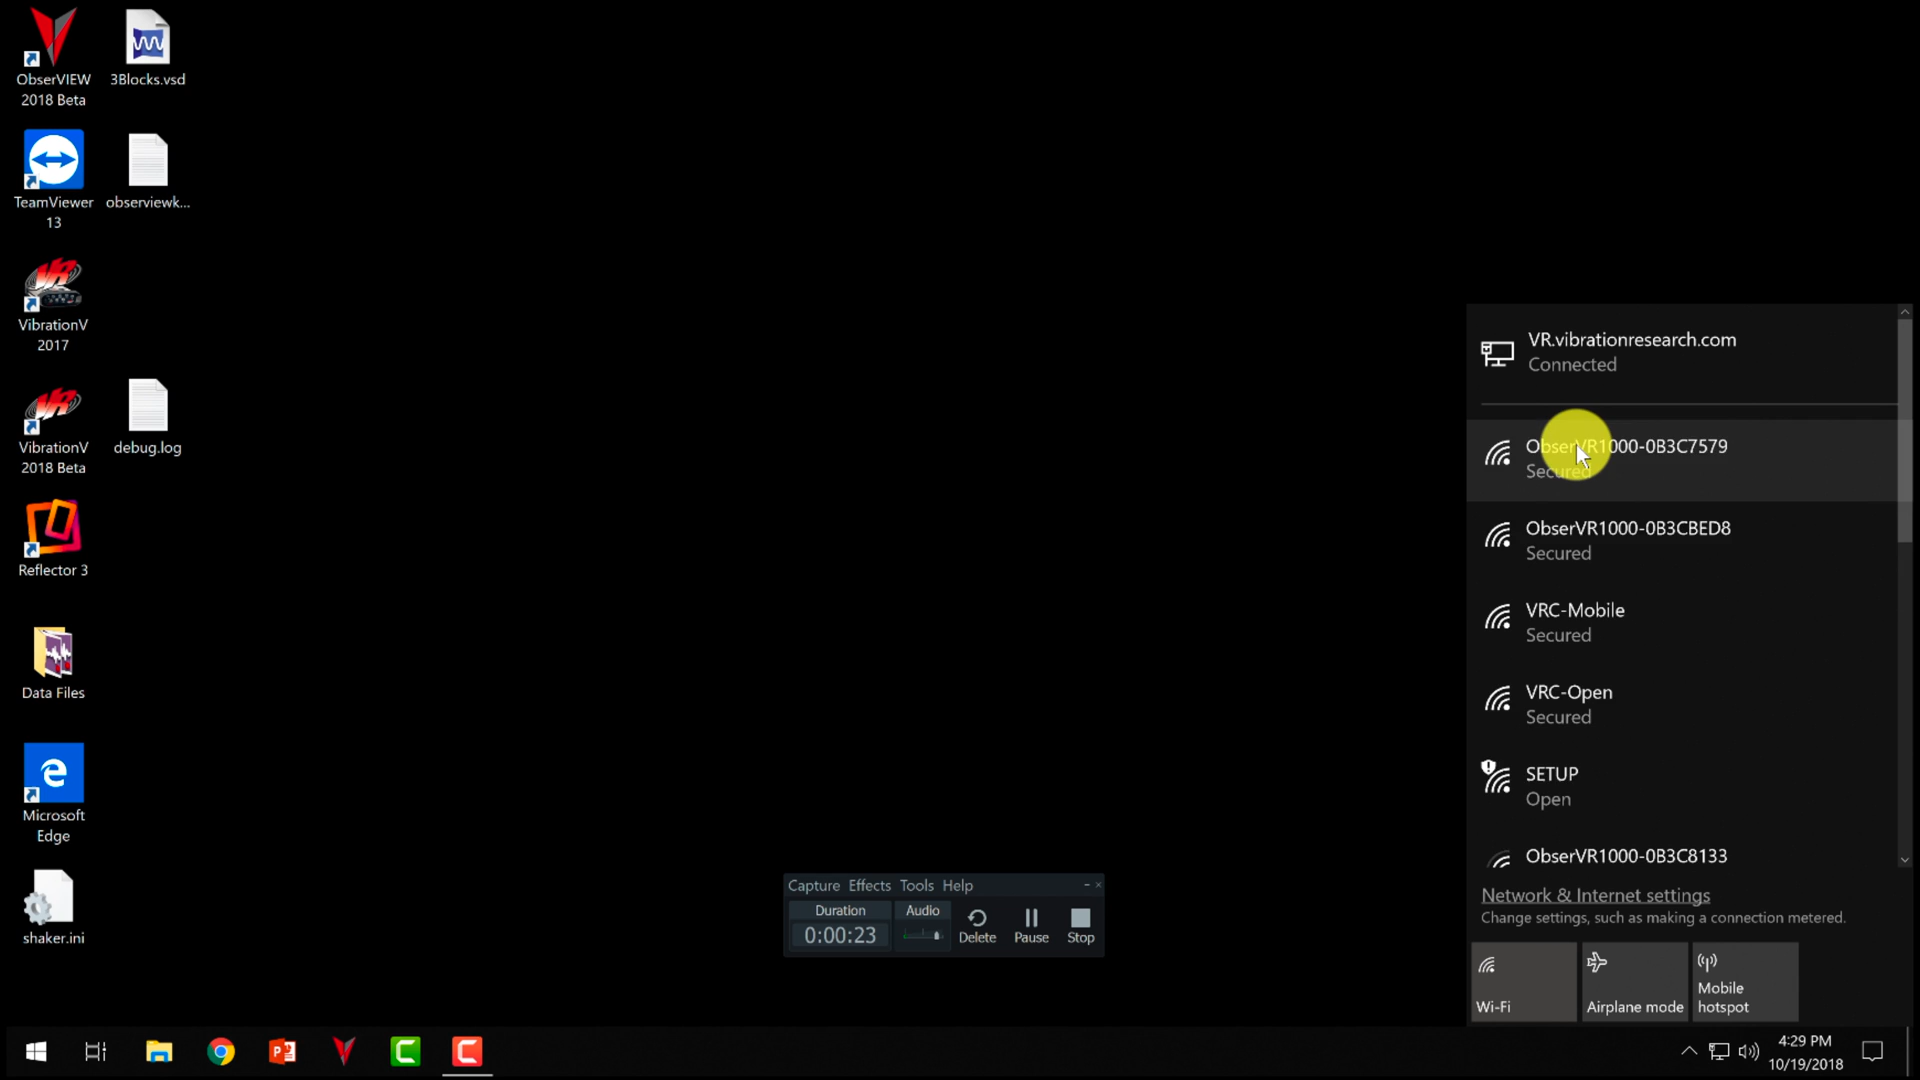 ObserVIEW
2018 Beta
3Blocks.vsd
TeamViewer
13
observiewk...
VibrationV
2017
VibrationV
2018 Beta
debug.log
Reflector 3
Data Files
Microsoft
Edge
shaker.ini
VR.vibrationresearch.com
Connected
ObserVR1000-0B3C7579
Secured
ObserVR1000-0B3CBED8
Secured
VRC-Mobile
Secured
VRC-Open
Secured
SETUP
Open
ObserVR1000-0B3C8133
Network & Internet settings
Change settings, such as making a connection metered.
Wi-Fi
Airplane mode
Mobile
hotspot
Capture Effects Tools Help
Duration Audio
0:00:23
Delete Pause Stop
4:29 PM
10/19/2018